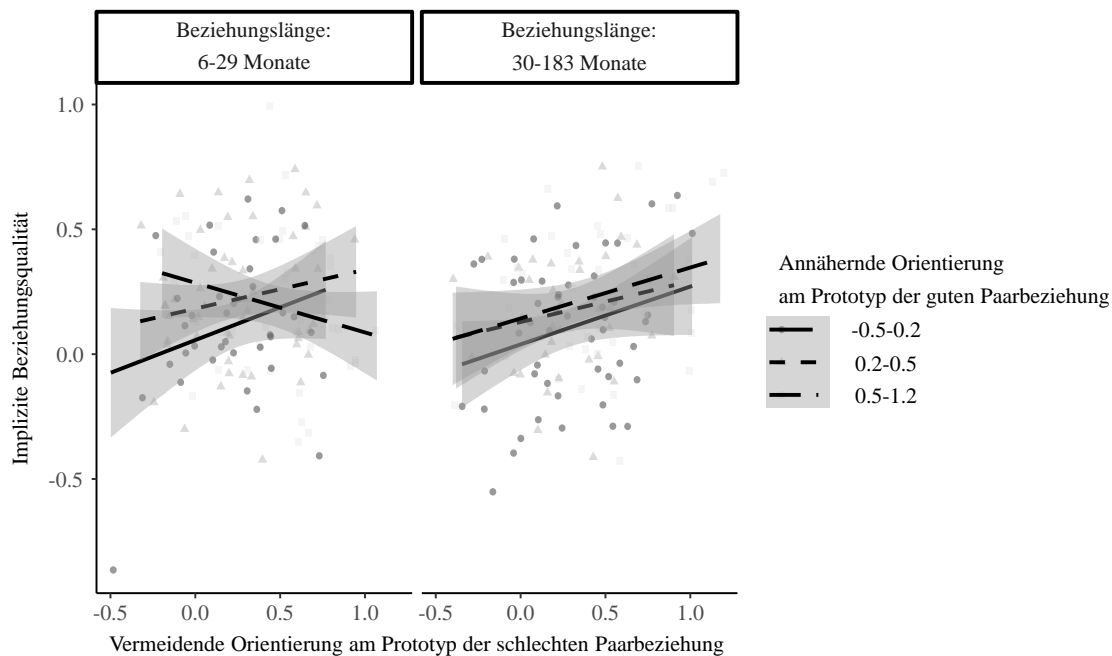 Beziehungslänge:
6-29 Monate
Beziehungslänge:
30-183 Monate
1.0
0.5
0.0
-0.5
Implizite Beziehungsqualität
-0.5 0.0 0.5 1.0
-0.5 0.0 0.5 1.0
Vermeidende Orientierung am Prototyp der schlechten Paarbeziehung
Annähernde Orientierung
am Prototyp der guten Paarbeziehung
-0.5-0.2
0.2-0.5
0.5-1.2